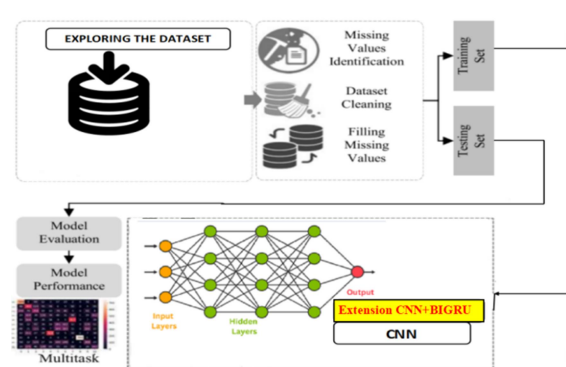 EXPLORING THE DATASET
Missing
Values
Identification
Dataset
Cleaning
Filling
Missing
Values
Training
Set
Testing
Set
Model
Evaluation
Model
Performance
Multitask
Input
Layers
Hidden
Layers
Output
Extension CNN+BIGRU
CNN